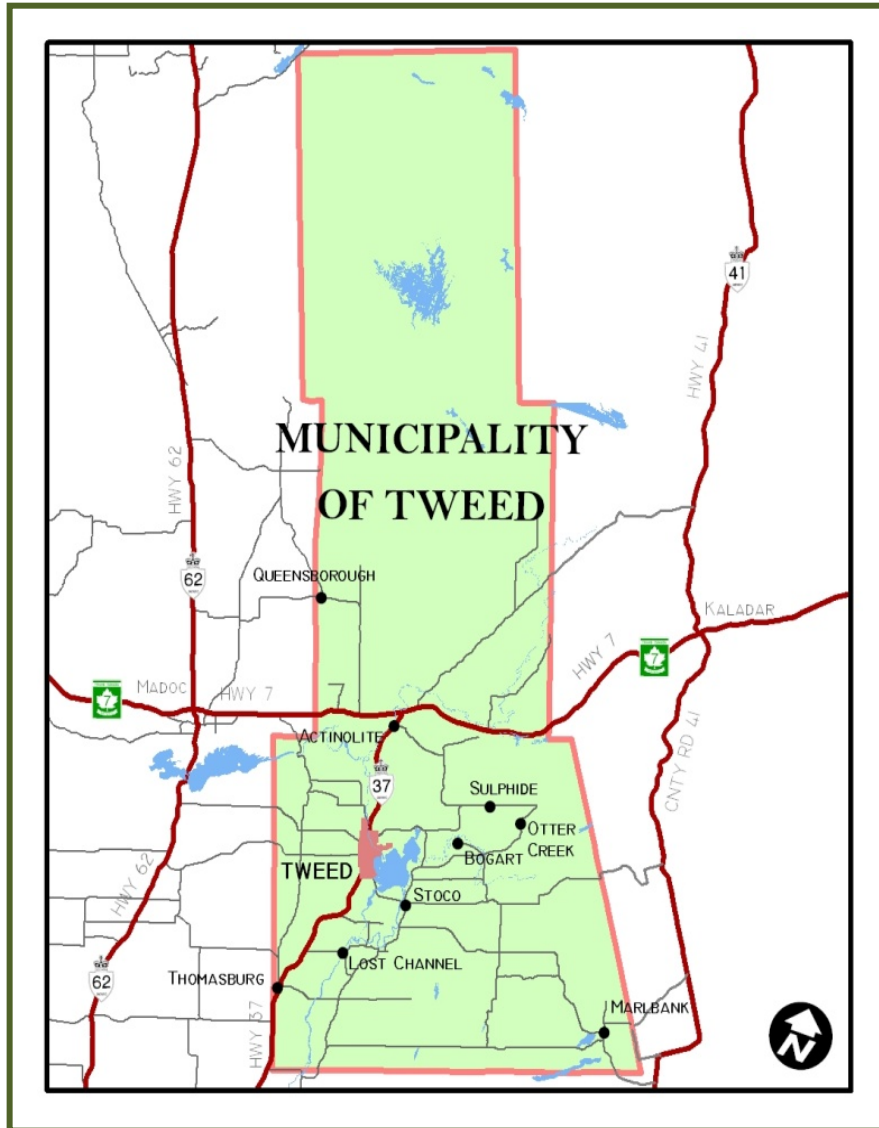 41
HWY 41
HWY 62
MUNICIPALITY
OF TWEED
62
QUEENSBOROUGH
KALADAR
HWY 7
7
MADOC
7
HWY 7
7
ACTINOLITE
37
SULPHIDE
CNTY RD 41
OTTER
CREEK
BOGART
TWEED
HWY 62
STOCO
LOST CHANNEL
62
THOMASBURG
MARLBANK
HWY 37
N